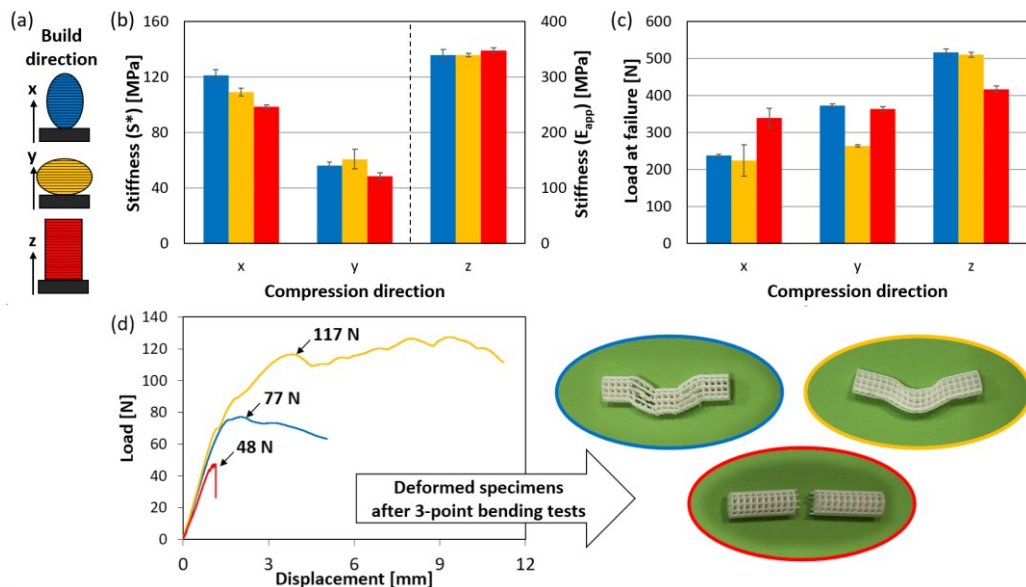 (a)
Build
direction
x
y
z
(b)
160
120
80
40
0
Stiffness (S*) [MPa]
400
300
200
100
0
Stiffness (E_app) [MPa]
x
y
z
Compression direction
(c)
600
500
400
300
200
100
0
Load at failure [N]
x
y
z
Compression direction
(d)
140
120
100
80
60
40
20
0
Load [N]
117 N
77 N
48 N
0
3
6
9
12
Displacement [mm]
Deformed specimens
after 3-point bending tests